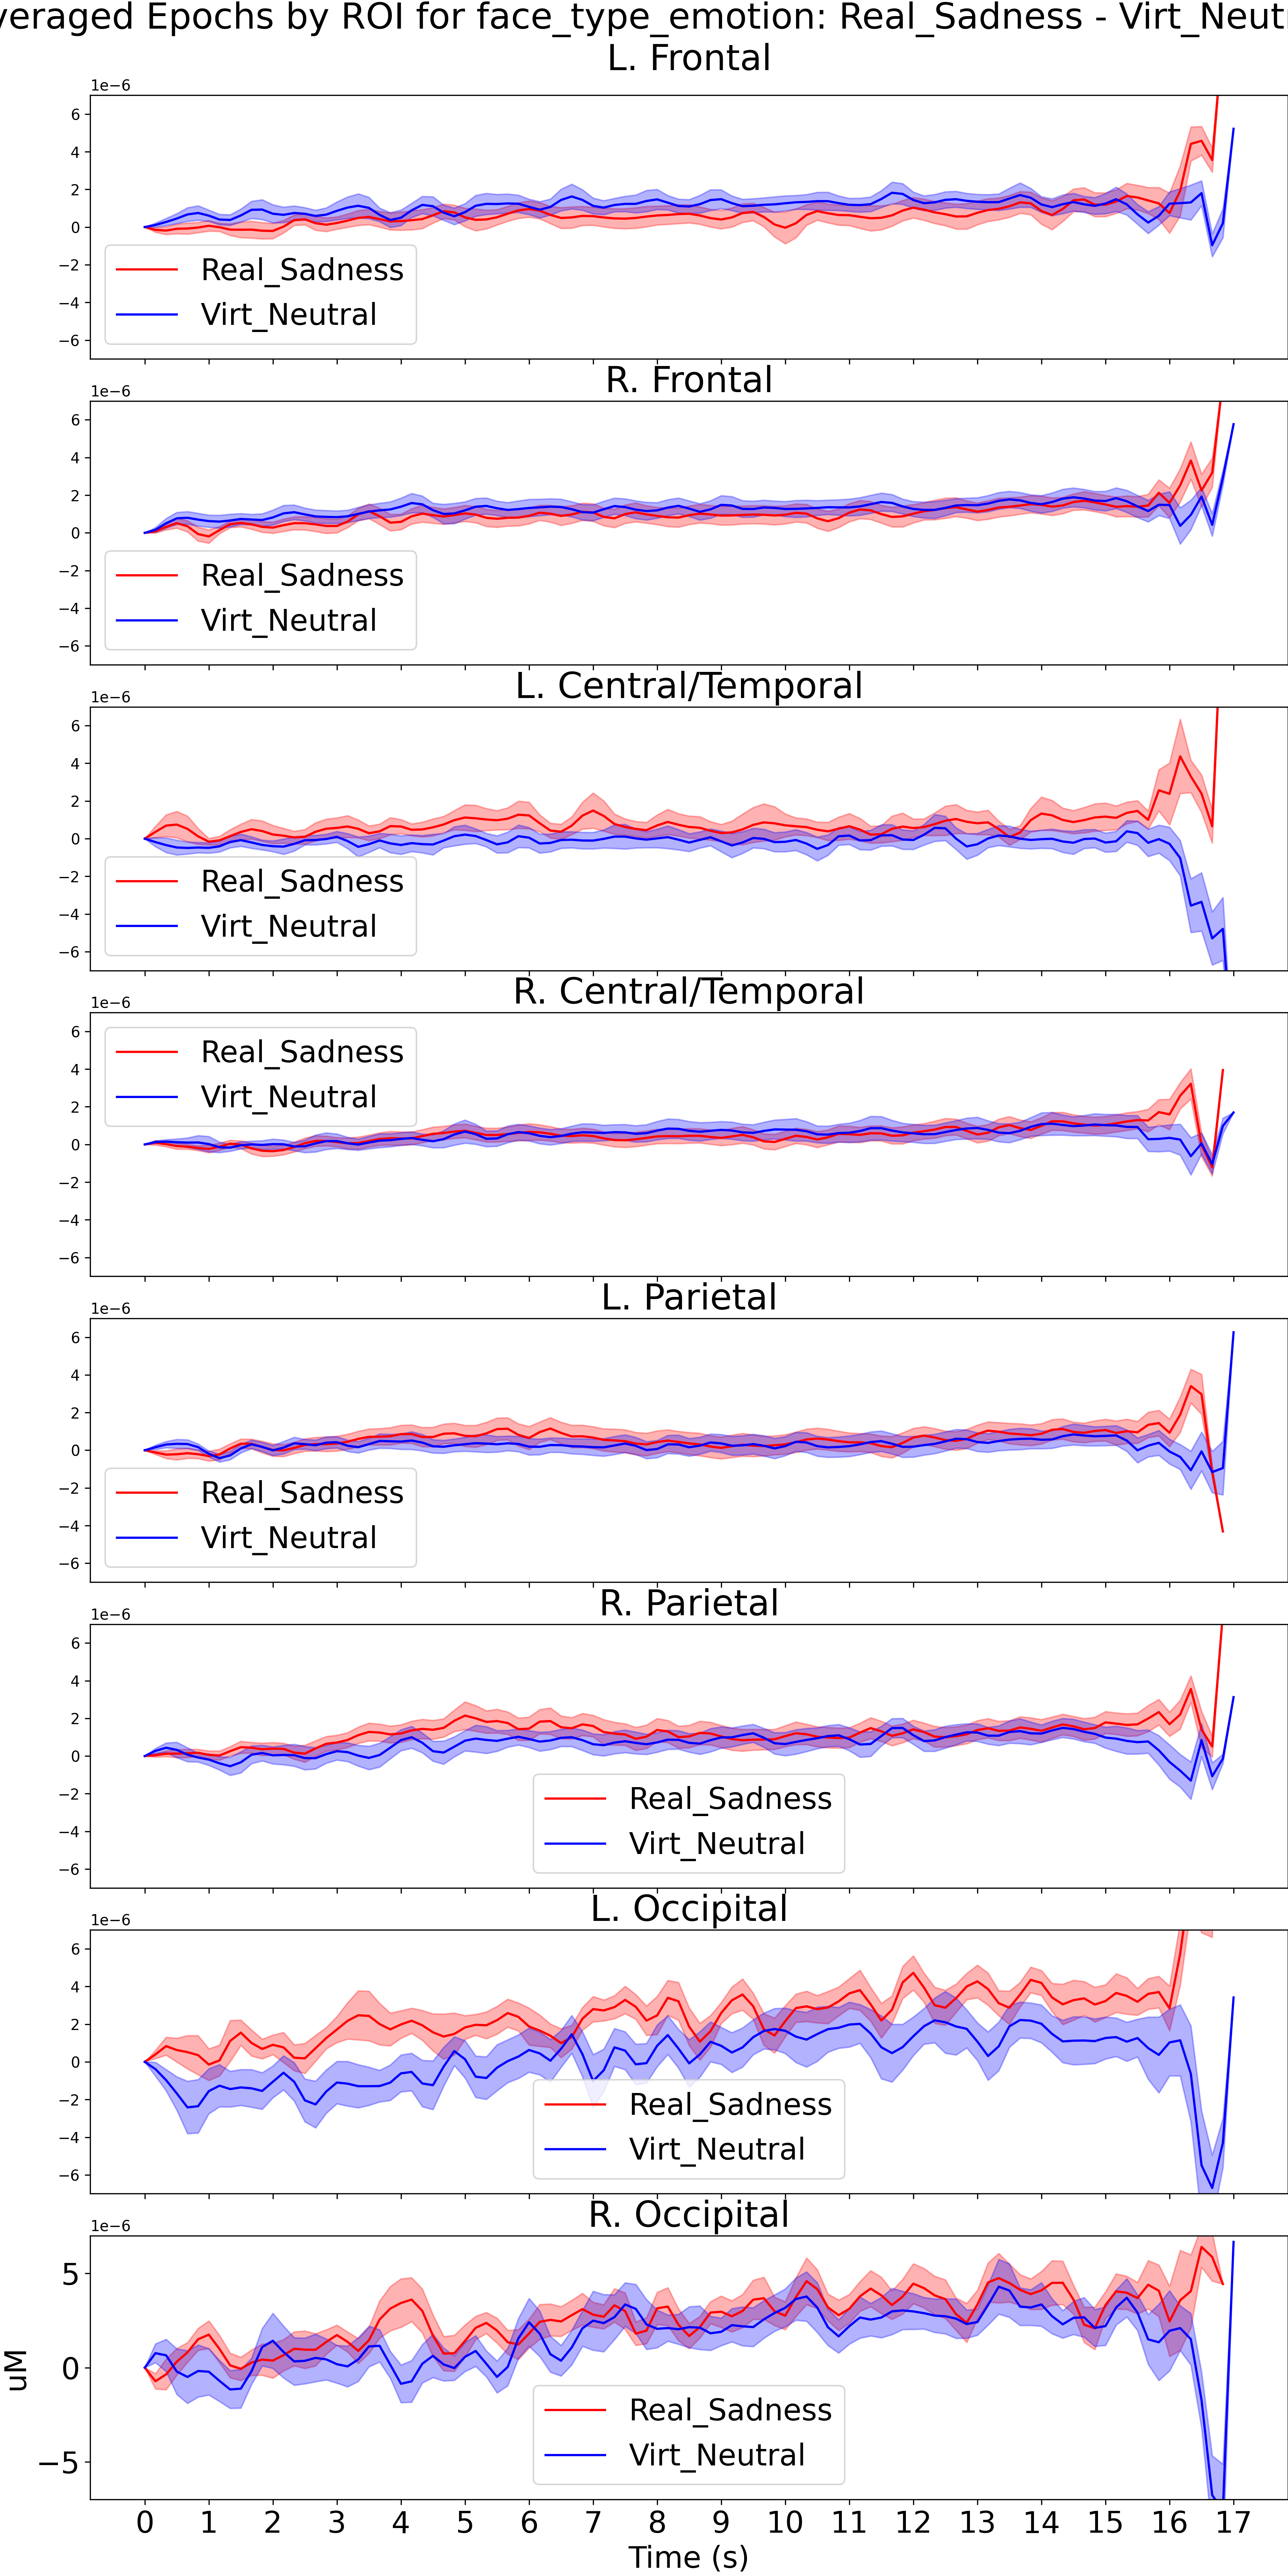 veraged Epochs by ROI for face_type_emotion: Real_Sadness - Virt_Neut
L. Frontal
1e−6
6
4
2
0
−2
−4
−6
Real_Sadness
Virt_Neutral
R. Frontal
1e−6
6
4
2
0
−2
−4
−6
Real_Sadness
Virt_Neutral
L. Central/Temporal
1e−6
6
4
2
0
−2
−4
−6
Real_Sadness
Virt_Neutral
R. Central/Temporal
1e−6
6
4
2
0
−2
−4
−6
Real_Sadness
Virt_Neutral
L. Parietal
1e−6
6
4
2
0
−2
−4
−6
Real_Sadness
Virt_Neutral
R. Parietal
1e−6
6
4
2
0
−2
−4
−6
Real_Sadness
Virt_Neutral
L. Occipital
1e−6
6
4
2
0
−2
−4
−6
Real_Sadness
Virt_Neutral
R. Occipital
1e−6
5
0
−5
uM
Real_Sadness
Virt_Neutral
0 1 2 3 4 5 6 7 8 9 10 11 12 13 14 15 16 17
Time (s)